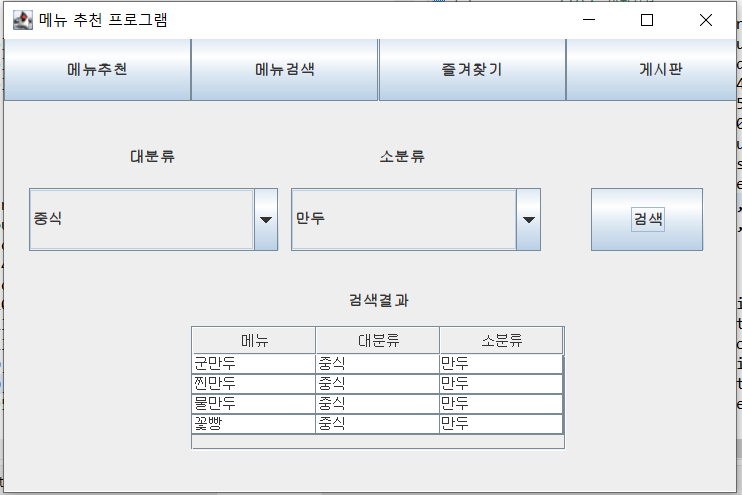 메뉴 추천 프로그램
메뉴추천 메뉴검색 즐겨찾기 게시판
대분류 소분류
중식 만두 검색
검색결과
메뉴 대분류 소분류
군만두 중식 만두
찐만두 중식 만두
물만두 중식 만두
꽃빵 중식 만두